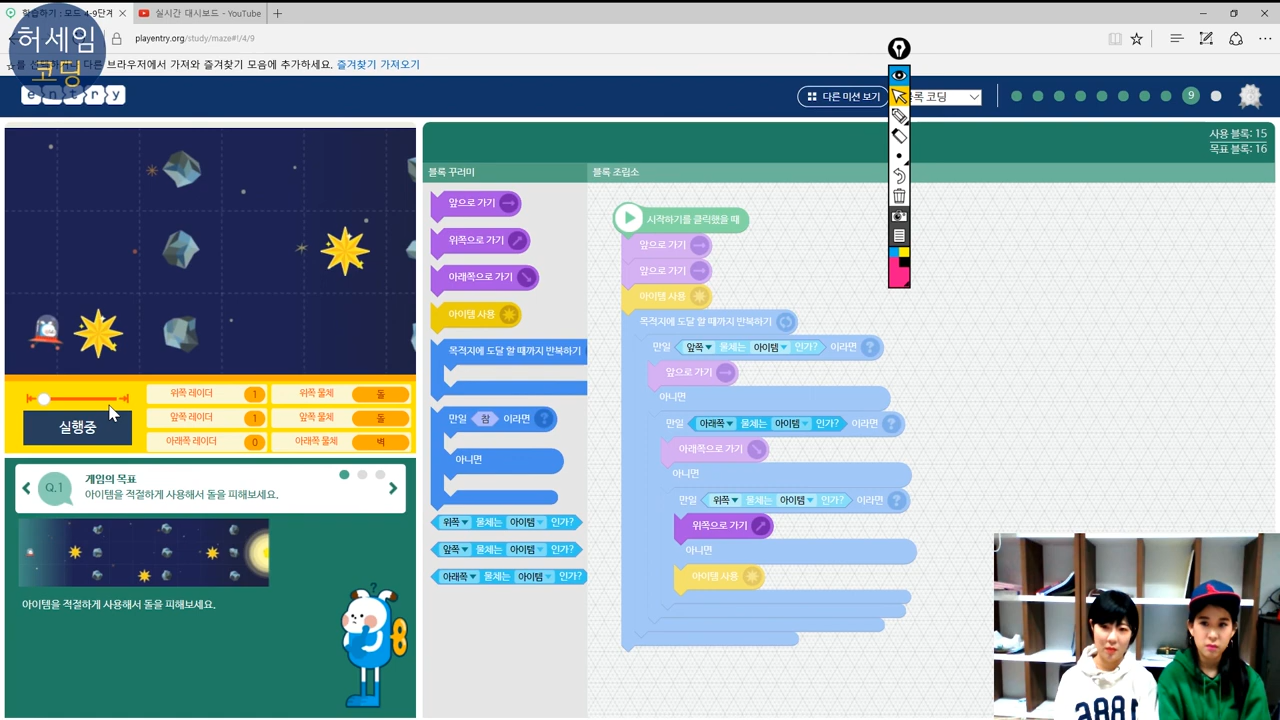 학습하기 : 모드 4-9단계
실시간 대시보드 - YouTube
허세임
코딩
playentry.org/study/maze#!/4/9
다른 브라우저에서 가져와 즐겨찾기 모음에 추가하세요. 즐겨찾기 가져오기
entry
다른 미션 보기
록 코딩
9
사용 블록: 15
목표 블록: 16
블록 꾸러미
블록 조립소
앞으로 가기
위쪽으로 가기
아래쪽으로 가기
아이템 사용
목적지에 도달 할 때까지 반복하기
만일 참 이라면
아니면
위쪽 물체는 아이템 인가?
앞쪽 물체는 아이템 인가?
아래쪽 물체는 아이템 인가?
시작하기를 클릭했을 때
앞으로 가기
앞으로 가기
아이템 사용
목적지에 도달 할 때까지 반복하기
만일 앞쪽 물체는 아이템 인가? 이라면
앞으로 가기
아니면
만일 아래쪽 물체는 아이템 인가? 이라면
아래쪽으로 가기
아니면
만일 위쪽 물체는 아이템 인가? 이라면
위쪽으로 가기
아니면
아이템 사용
실행중
위쪽 레이더 1 위쪽 물체 돌
앞쪽 레이더 1 앞쪽 물체 돌
아래쪽 레이더 0 아래쪽 물체 벽
Q.1
게임의 목표
아이템을 적절하게 사용해서 돌을 피해보세요.
아이템을 적절하게 사용해서 돌을 피해보세요.